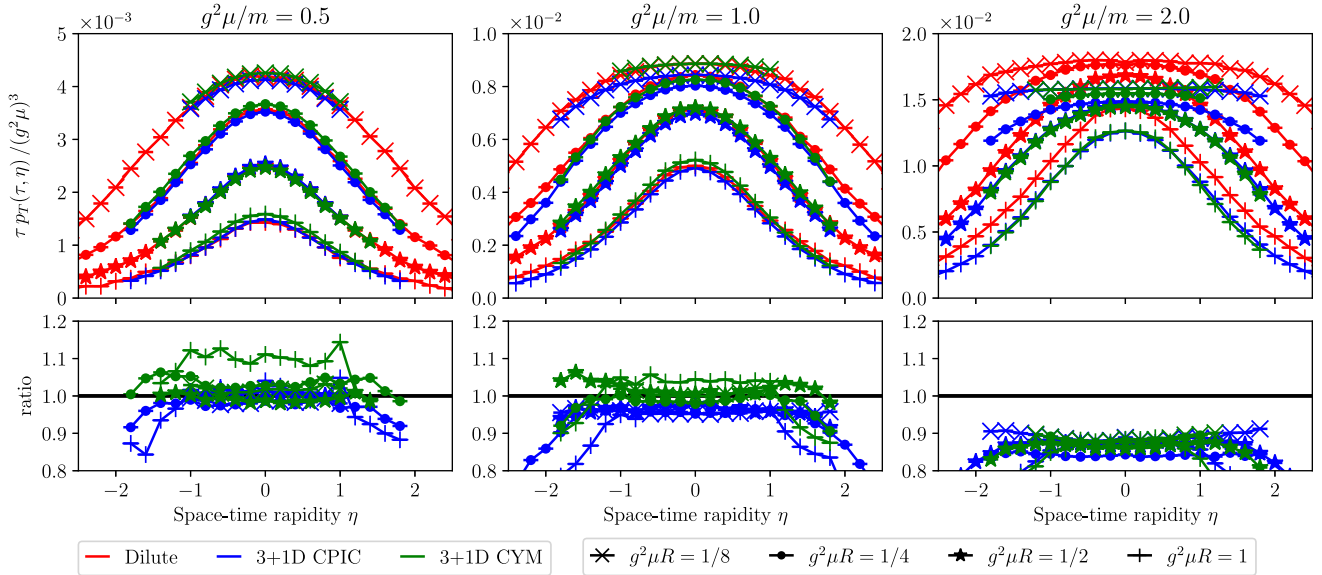 g²μ/m = 0.5
g²μ/m = 1.0
g²μ/m = 2.0
×10⁻³
×10⁻²
×10⁻²
τ p_T(τ, η)⟩/(g²μ)³
5
4
3
2
1
0
1.0
0.8
0.6
0.4
0.2
0.0
2.0
1.5
1.0
0.5
0.0
ratio
1.2
1.1
1.0
0.9
0.8
1.2
1.1
1.0
0.9
0.8
1.2
1.1
1.0
0.9
0.8
−2 −1 0 1 2
−2 −1 0 1 2
−2 −1 0 1 2
Space-time rapidity η
Space-time rapidity η
Space-time rapidity η
Dilute 3+1D CPIC 3+1D CYM
g²μR = 1/8 g²μR = 1/4 g²μR = 1/2 g²μR = 1